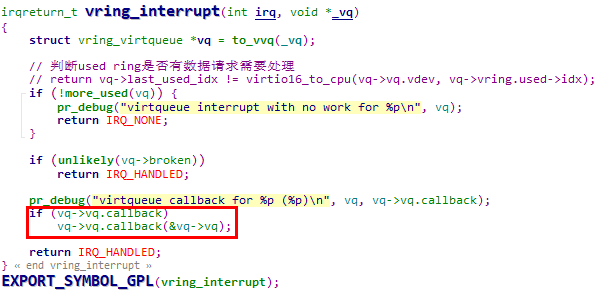 irqreturn_t vring_interrupt(int irq, void *_vq)
{
    struct vring_virtqueue *vq = to_vvq(_vq);

    // 判断used ring是否有数据请求需要处理
    // return vq->last_used_idx != virtio16_to_cpu(vq->vq.vdev, vq->vring.used->idx);
    if (!more_used(vq)) {
        pr_debug("virtqueue interrupt with no work for %p\n", vq);
        return IRQ_NONE;
    }

    if (unlikely(vq->broken))
        return IRQ_HANDLED;

    pr_debug("virtqueue callback for %p (%p)\n", vq, vq->vq.callback);
    if (vq->vq.callback)
        vq->vq.callback(&vq->vq);

    return IRQ_HANDLED;
} « end vring_interrupt »
EXPORT_SYMBOL_GPL(vring_interrupt);